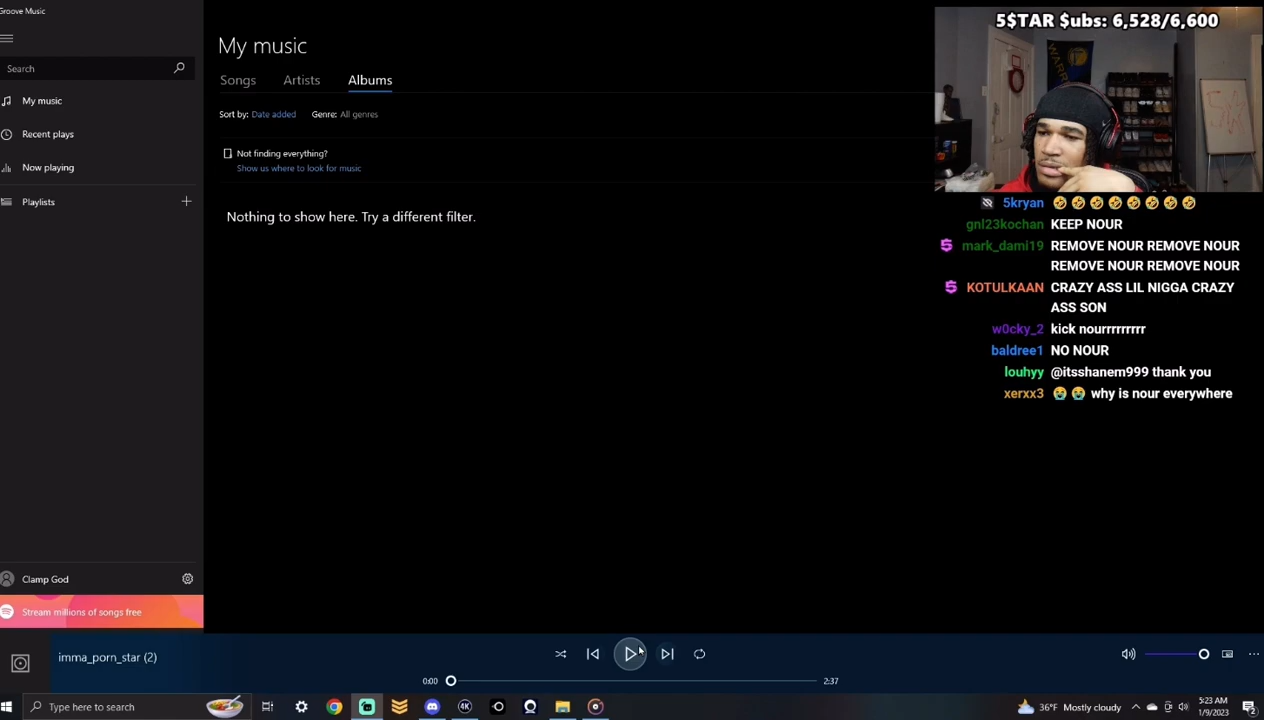 Groove Music
5$TAR $ubs: 6,528/6,600
Search
My music
Recent plays
Now playing
Playlists
My music
Songs Artists Albums
Sort by: Date added Genre: All genres
Not finding everything?
Show us where to look for music
Nothing to show here. Try a different filter.
5kryan 🤣🤣🤣🤣🤣🤣🤣🤣
gnl23kochan KEEP NOUR
mark_dami19 REMOVE NOUR REMOVE NOUR
REMOVE NOUR REMOVE NOUR
KOTULKAAN CRAZY ASS LIL NIGGA CRAZY
ASS SON
w0cky_2 kick nourrrrrrrrr
baldree1 NO NOUR
louhyy @itsshanem999 thank you
xerxx3 😭😭 why is nour everywhere
Clamp God
Stream millions of songs free
imma_porn_star (2)
0:00 2:37
Type here to search
4K
36°F Mostly cloudy
5:23 AM
1/9/2023